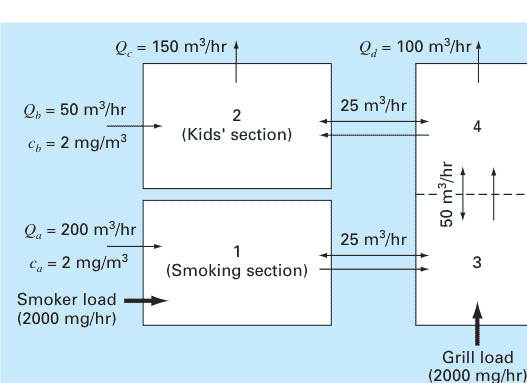 Q_c = 150 m³/hr
Q_d = 100 m³/hr
Q_b = 50 m³/hr
c_b = 2 mg/m³
2
(Kids' section)
25 m³/hr
4
50 m³/hr
Q_a = 200 m³/hr
c_a = 2 mg/m³
1
(Smoking section)
25 m³/hr
3
Smoker load
(2000 mg/hr)
Grill load
(2000 mg/hr)